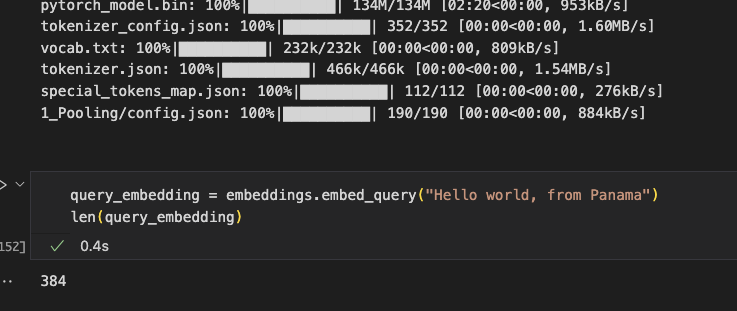 pytorch_model.bin: 100%|██████████| 134M/134M [02:20<00:00, 953kB/s]
tokenizer_config.json: 100%|██████████| 352/352 [00:00<00:00, 1.60MB/s]
vocab.txt: 100%|██████████| 232k/232k [00:00<00:00, 809kB/s]
tokenizer.json: 100%|██████████| 466k/466k [00:00<00:00, 1.54MB/s]
special_tokens_map.json: 100%|██████████| 112/112 [00:00<00:00, 276kB/s]
1_Pooling/config.json: 100%|██████████| 190/190 [00:00<00:00, 884kB/s]
query_embedding = embeddings.embed_query("Hello world, from Panama")
len(query_embedding)
152] ✓ 0.4s
384